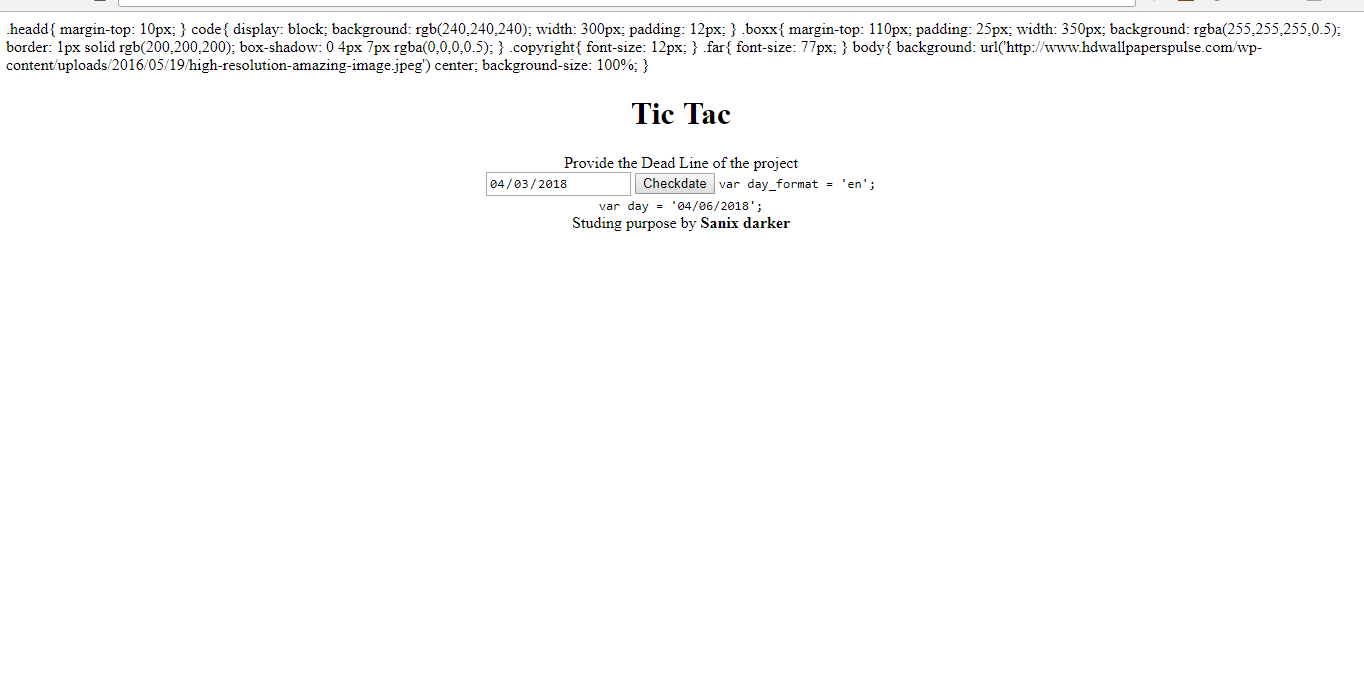 .headd{ margin-top: 10px; } code{ display: block; background: rgb(240,240,240); width: 300px; padding: 12px; } .boxx{ margin-top: 110px; padding: 25px; width: 350px; background: rgba(255,255,255,0.5);
border: 1px solid rgb(200,200,200); box-shadow: 0 4px 7px rgba(0,0,0,0.5); } .copyright{ font-size: 12px; } .far{ font-size: 77px; } body{ background: url('http://www.hdwallpaperspulse.com/wp-
content/uploads/2016/05/19/high-resolution-amazing-image.jpeg') center; background-size: 100%; }
Tic Tac
Provide the Dead Line of the project
04/03/2018 Checkdate var day_format = 'en';
var day = '04/06/2018';
Studing purpose by Sanix darker